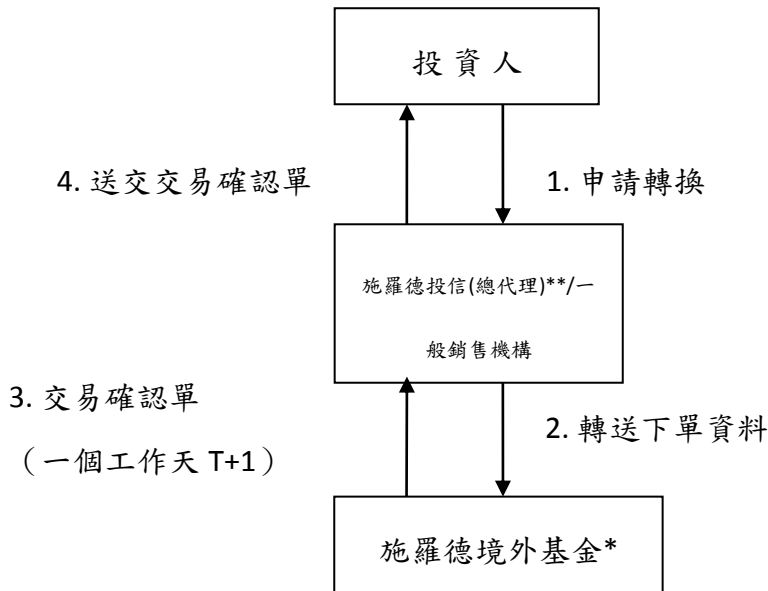 投資人
4. 送交交易確認單
1. 申請轉換
施羅德投信(總代理)**/一
般銷售機構
3. 交易確認單
（一個工作天 T+1）
2. 轉送下單資料
施羅德境外基金*